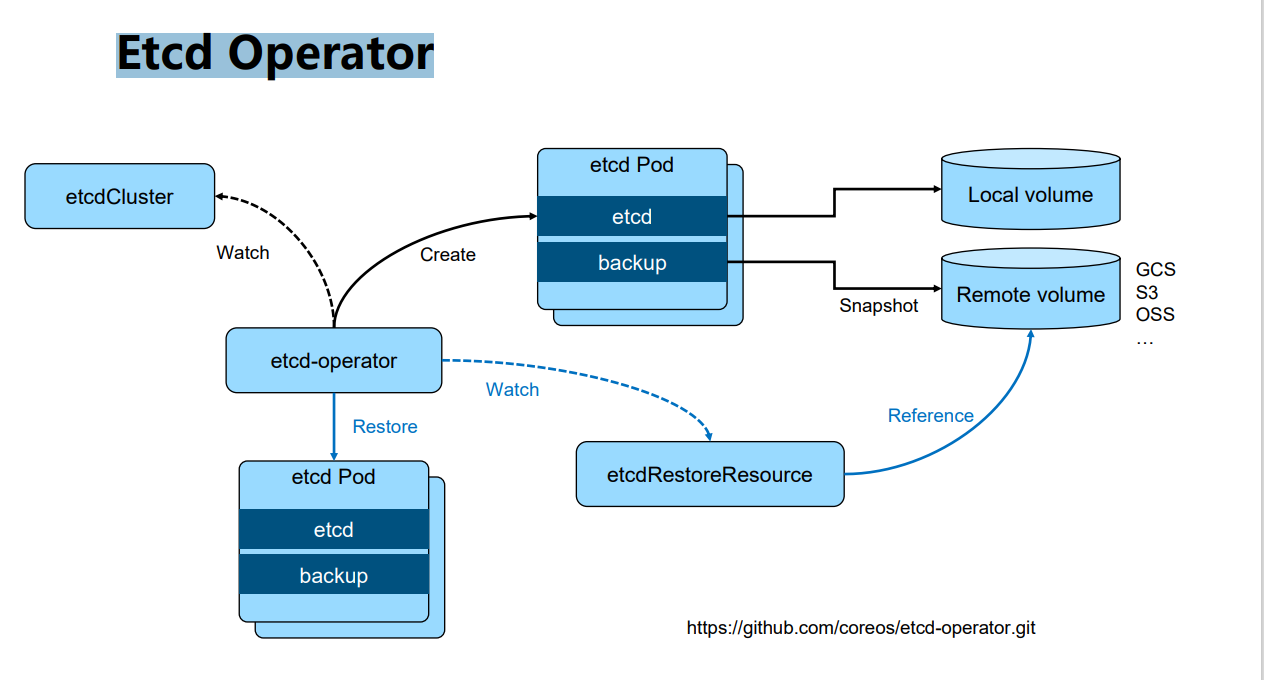 Etcd Operator
etcd Pod
etcdCluster
Local volume
etcd
Watch
Create
backup
GCS
Remote volume
S3
Snapshot
OSS
...
etcd-operator
Watch
Restore
Reference
etcd Pod
etcdRestoreResource
etcd
backup
https://github.com/coreos/etcd-operator.git